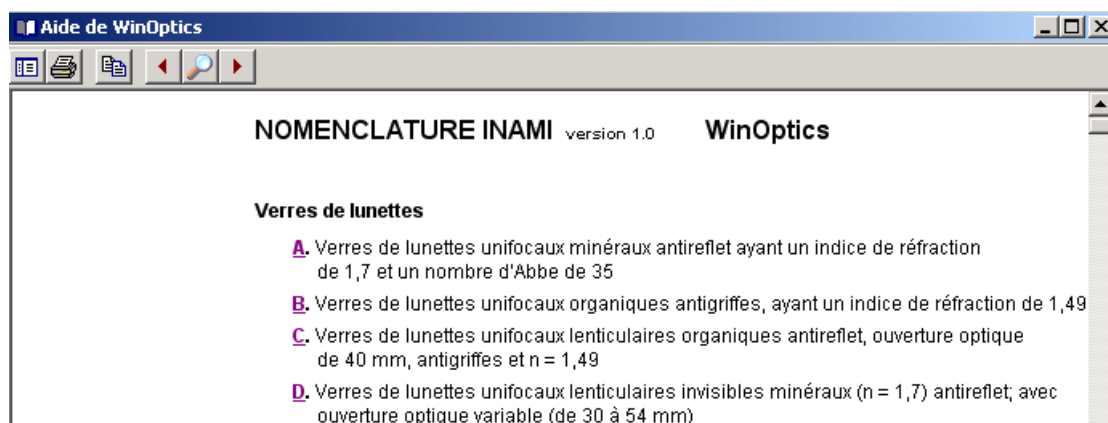 Aide de WinOptics
NOMENCLATURE INAMI version 1.0 WinOptics
Verres de lunettes
A. Verres de lunettes unifocaux minéraux antireflet ayant un indice de réfraction
de 1,7 et un nombre d'Abbe de 35
B. Verres de lunettes unifocaux organiques antigriffes, ayant un indice de réfraction de 1,49
C. Verres de lunettes unifocaux lenticulaires organiques antireflet, ouverture optique
de 40 mm, antigriffes et n = 1,49
D. Verres de lunettes unifocaux lenticulaires invisibles minéraux (n = 1,7) antireflet; avec
ouverture optique variable (de 30 à 54 mm)